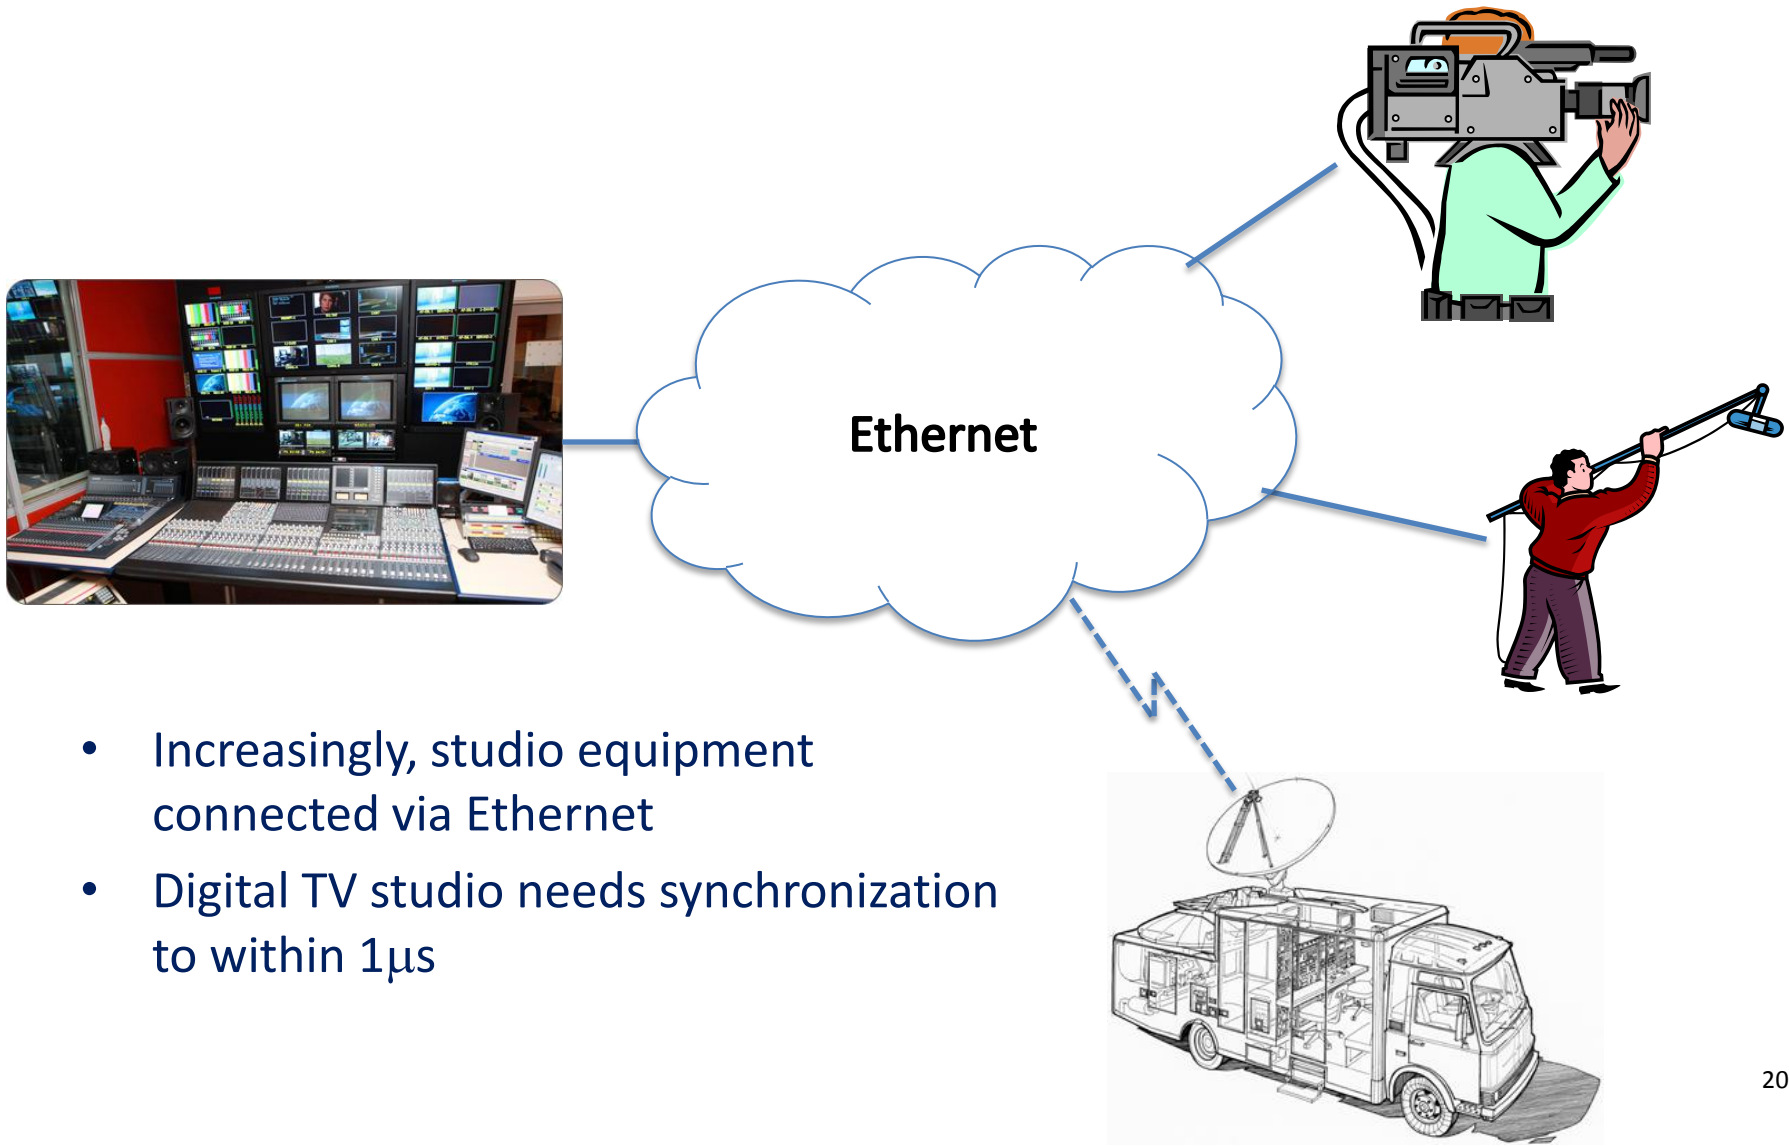 Ethernet
• Increasingly, studio equipment
connected via Ethernet
• Digital TV studio needs synchronization
to within 1μs
20